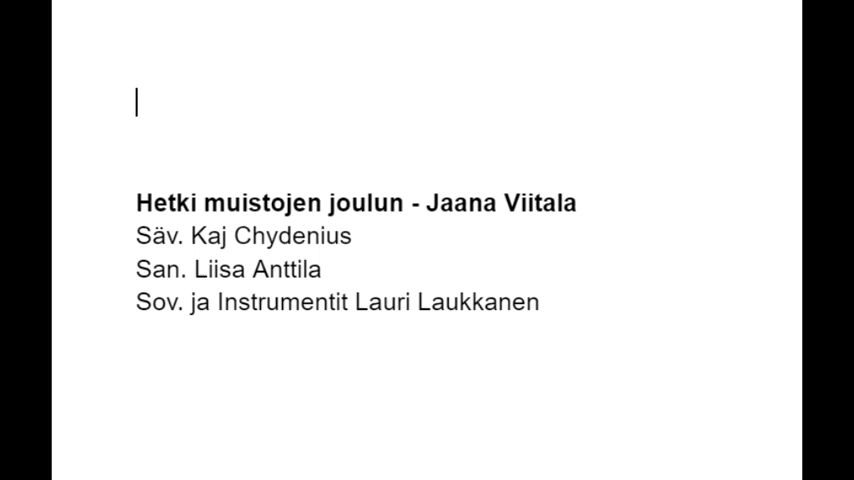 Hetki muistojen joulun - Jaana Viitala
Säv. Kaj Chydenius
San. Liisa Anttila
Sov. ja Instrumentit Lauri Laukkanen